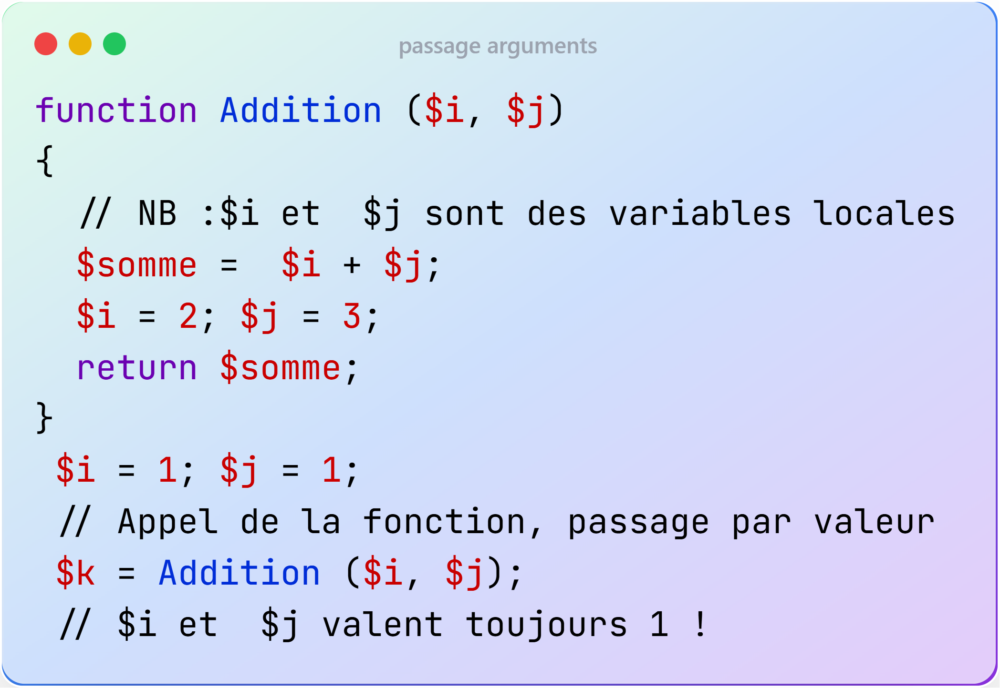 passage arguments
function Addition ($i, $j)
{
// NB :$i et  $j sont des variables locales
$somme =  $i + $j;
$i = 2; $j = 3;
return $somme;
}
$i = 1; $j = 1;
// Appel de la fonction, passage par valeur
$k = Addition ($i, $j);
// $i et  $j valent toujours 1 !